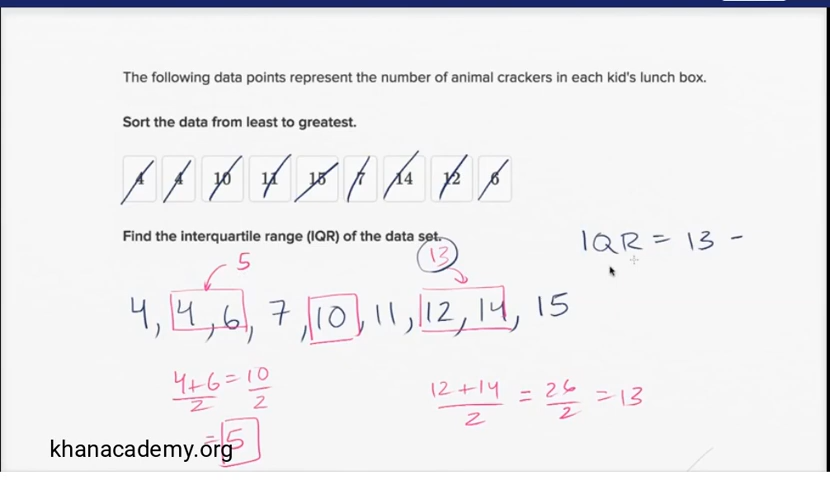 The following data points represent the number of animal crackers in each kid's lunch box.
Sort the data from least to greatest.
4 4 10 11 15 7 14 12 6
Find the interquartile range (IQR) of the data set.
IQR = 13 -
5
13
4, 4, 6, 7, 10, 11, 12, 14, 15
4+6/2 = 10/2
= 5
12+14/2 = 26/2 = 13
khanacademy.org